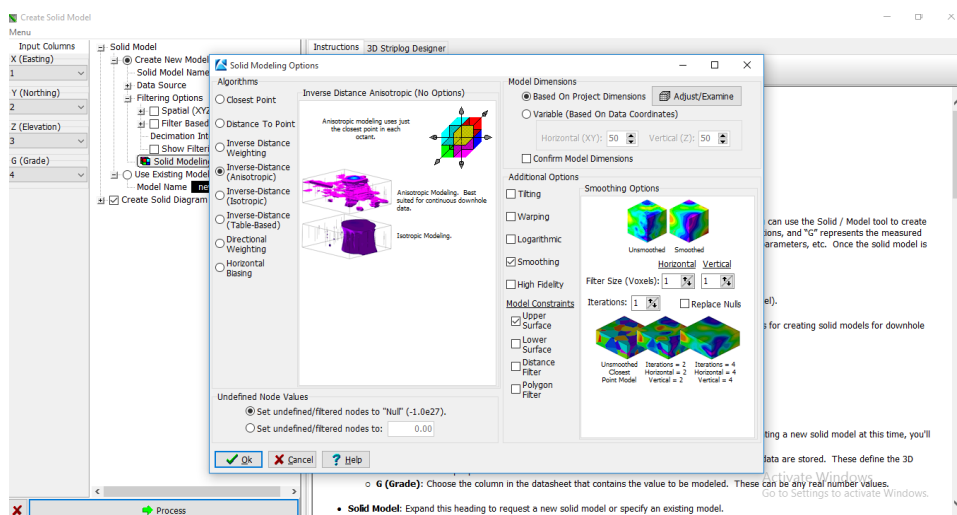 Create Solid Model
Menu
Input Columns
X (Easting)
1
Y (Northing)
2
Z (Elevation)
3
G (Grade)
4
Solid Model
Create New Model
Solid Model Name
Data Source
Filtering Options
Spatial (XYZ
Filter Based
Decimation Int
Show Filteri
Solid Modelin
Use Existing Model
Model Name ne
Create Solid Diagram
Process
Instructions 3D Striplog Designer
Solid Modeling Options
Algorithms
Closest Point
Distance To Point
Inverse Distance
Weighting
Inverse-Distance
(Anisotropic)
Inverse-Distance
(Isotropic)
Inverse-Distance
(Table-Based)
Directional
Weighting
Horizontal
Biasing
Inverse Distance Anisotropic (No Options)
Anisotropic modeling uses just
the closest point in each
octant.
Anisotropic Modeling. Best
suited for continuous downhole
data.
Isotropic Modeling.
Undefined Node Values
Set undefined/filtered nodes to "Null" (-1.0e27).
Set undefined/filtered nodes to: 0.00
Ok Cancel ? Help
Model Dimensions
Based On Project Dimensions Adjust/Examine
Variable (Based On Data Coordinates)
Horizontal (XY): 50 Vertical (Z): 50
Confirm Model Dimensions
Additional Options
Tilting
Warping
Logarithmic
Smoothing
High Fidelity
Model Constraints
Upper
Surface
Lower
Surface
Distance
Filter
Polygon
Filter
Smoothing Options
Unsmoothed Smoothed
Horizontal Vertical
Filter Size (Voxels): 1 1
Iterations: 1 Replace Nulls
Unsmoothed Iterations = 2 Iterations = 4
Closest Horizontal = 2 Horizontal = 4
Point Model Vertical = 2 Vertical = 4
can use the Solid / Model tool to create
ions, and "G" represents the measured
parameters, etc. Once the solid model is
el).
s for creating solid models for downhole
ting a new solid model at this time, you'll
data are stored. These define the 3D
○ G (Grade): Choose the column in the datasheet that contains the value to be modeled. These can be any real number values.
• Solid Model: Expand this heading to request a new solid model or specify an existing model.
Activate Windows
Go to Settings to activate Windows.